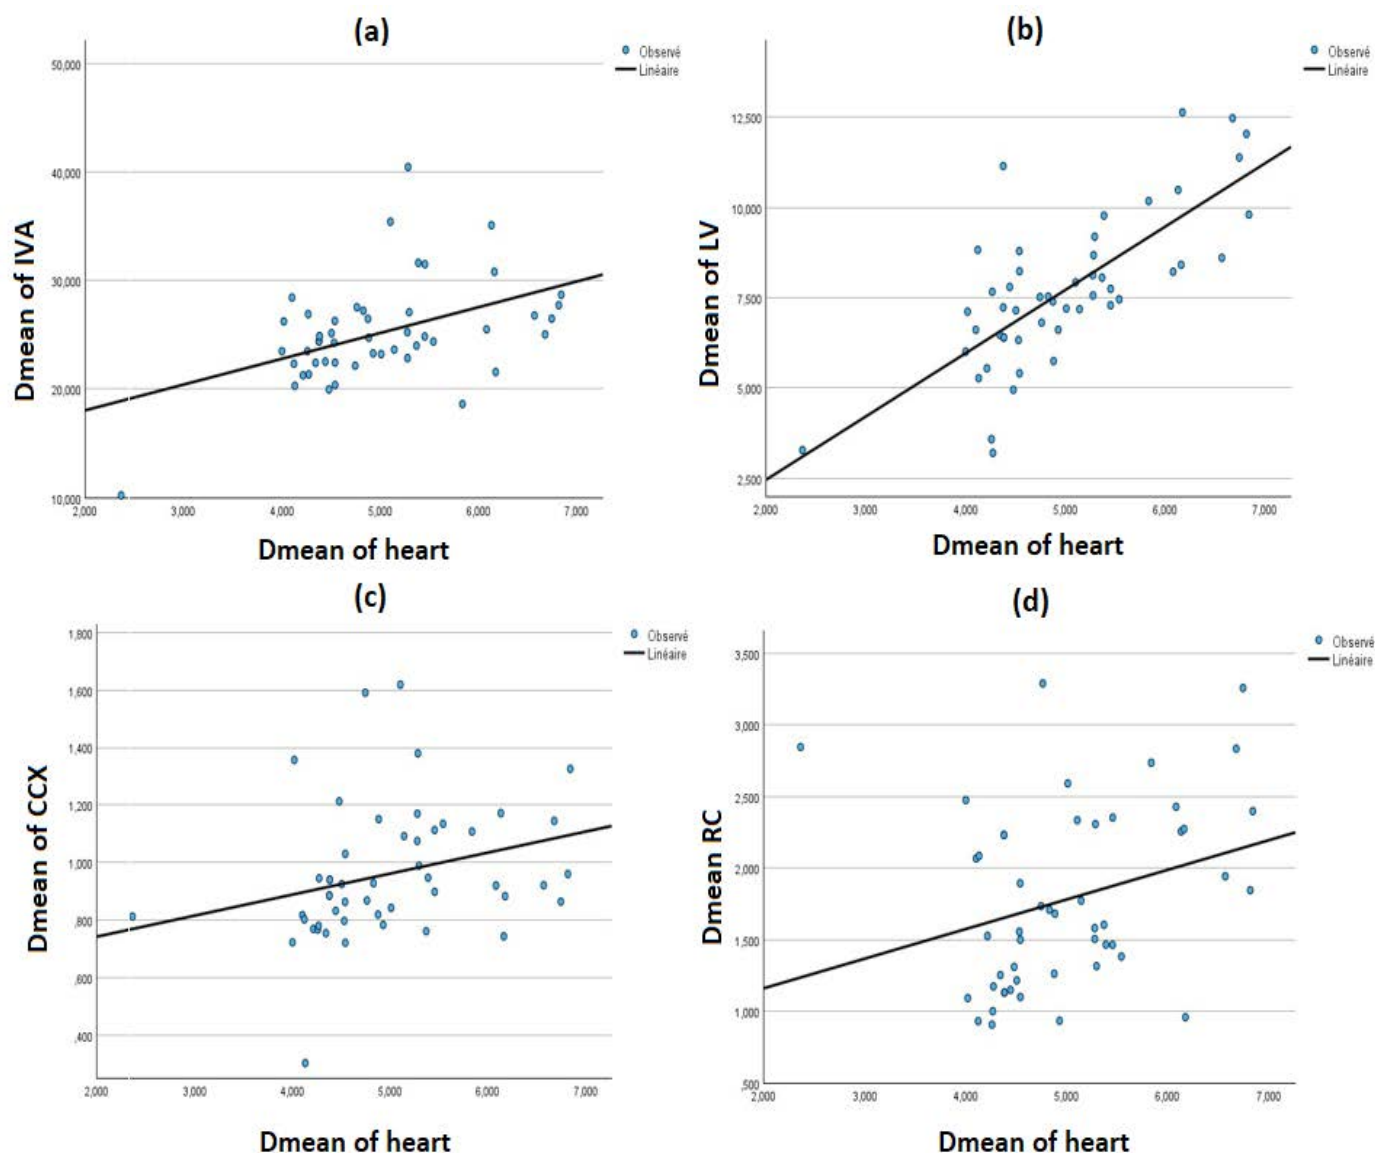 (a)
Observé
Linéaire
50,000
40,000
30,000
20,000
10,000
Dmean of IVA
2,000 3,000 4,000 5,000 6,000 7,000
Dmean of heart
(b)
Observé
Linéaire
12,500
10,000
7,500
5,000
2,500
Dmean of LV
2,000 3,000 4,000 5,000 6,000 7,000
Dmean of heart
(c)
Observé
Linéaire
1,800
1,600
1,400
1,200
1,000
,800
,600
,400
Dmean of CCX
2,000 3,000 4,000 5,000 6,000 7,000
Dmean of heart
(d)
Observé
Linéaire
3,500
3,000
2,500
2,000
1,500
1,000
,500
Dmean RC
2,000 3,000 4,000 5,000 6,000 7,000
Dmean of heart